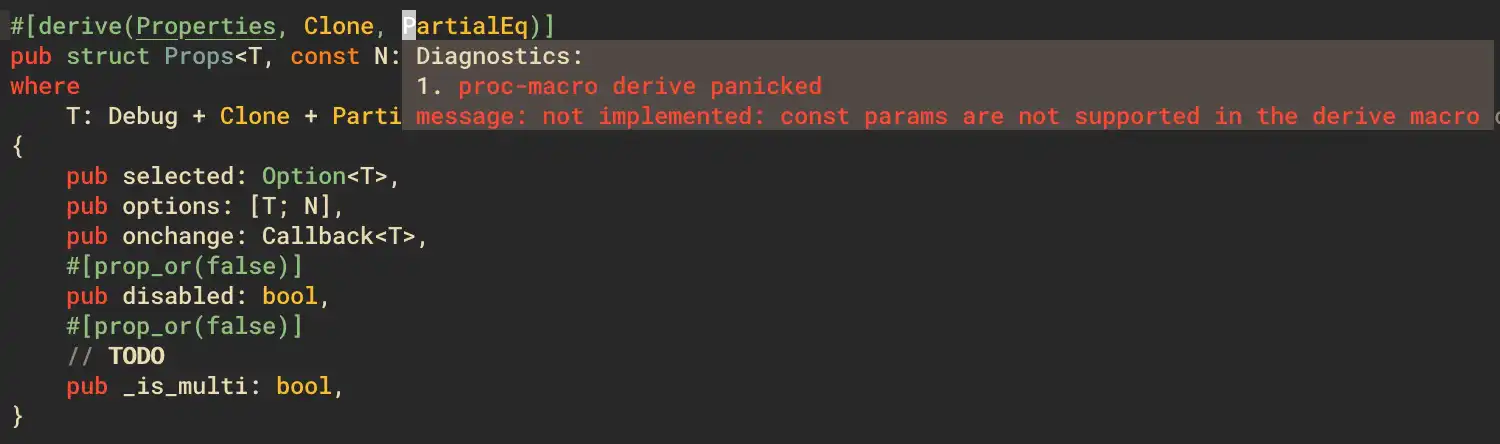 #[derive(Properties, Clone, PartialEq)]
pub struct Props<T, const N: Diagnostics:
where 1. proc-macro derive panicked
    T: Debug + Clone + Parti message: not implemented: const params are not supported in the derive macro
{
    pub selected: Option<T>,
    pub options: [T; N],
    pub onchange: Callback<T>,
    #[prop_or(false)]
    pub disabled: bool,
    #[prop_or(false)]
    // TODO
    pub _is_multi: bool,
}